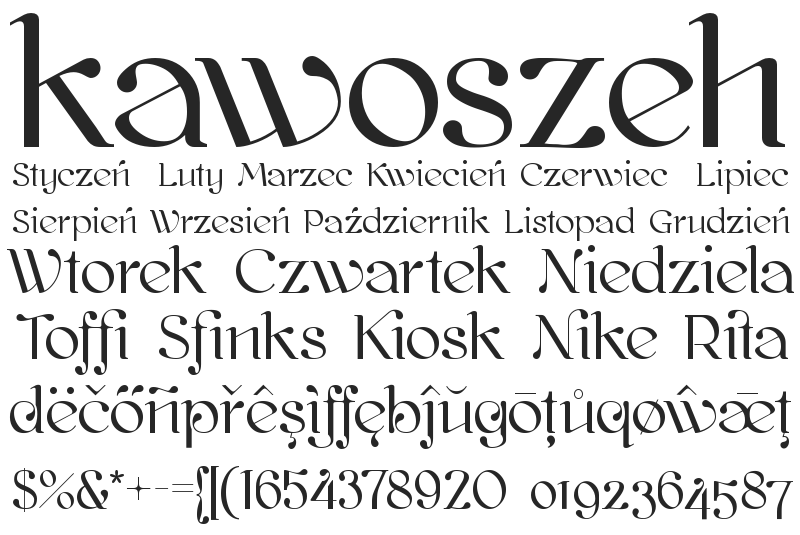 kawoszeh
Styczeń Luty Marzec Kwiecień Czerwiec Lipiec
Sierpień Wrzesień Październik Listopad Grudzień
Wtorek Czwartek Niedziela
Toffi Sfinks Kiosk Nike Rita
dëčőñpřêşìffębĵŭgōţůqøŵæţ
$%&*+-={[(1654378920 0192364587